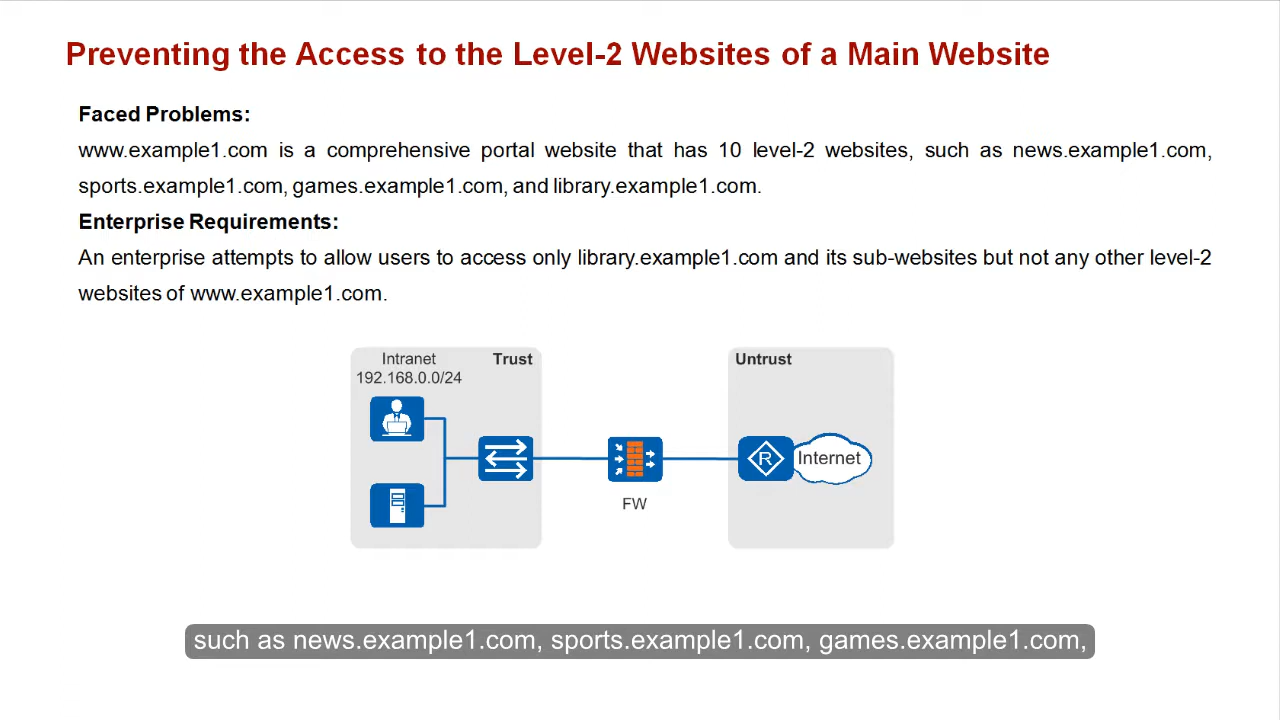 Preventing the Access to the Level-2 Websites of a Main Website
Faced Problems:
www.example1.com is a comprehensive portal website that has 10 level-2 websites, such as news.example1.com,
sports.example1.com, games.example1.com, and library.example1.com.
Enterprise Requirements:
An enterprise attempts to allow users to access only library.example1.com and its sub-websites but not any other level-2
websites of www.example1.com.
Intranet
Trust
192.168.0.0/24
Untrust
R
Internet
FW
such as news.example1.com, sports.example1.com, games.example1.com,